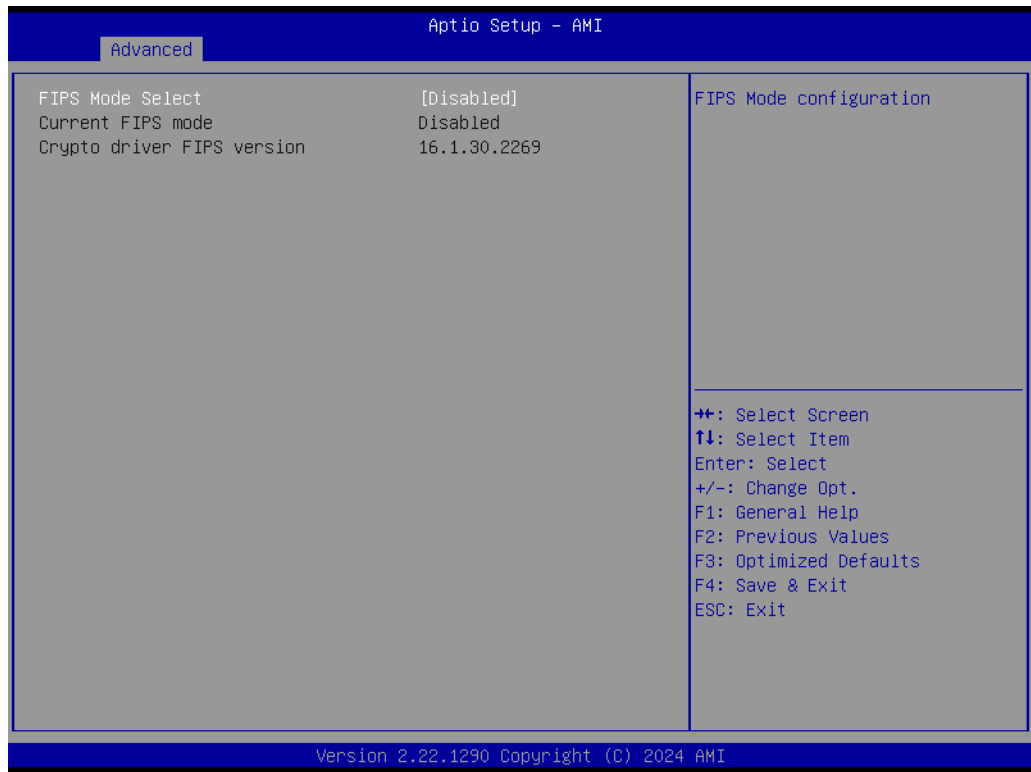 Aptio Setup – AMI
Advanced
FIPS Mode Select [Disabled]
Current FIPS mode Disabled
Crypto driver FIPS version 16.1.30.2269
FIPS Mode configuration
→←: Select Screen
↑↓: Select Item
Enter: Select
+/-: Change Opt.
F1: General Help
F2: Previous Values
F3: Optimized Defaults
F4: Save & Exit
ESC: Exit
Version 2.22.1290 Copyright (C) 2024 AMI